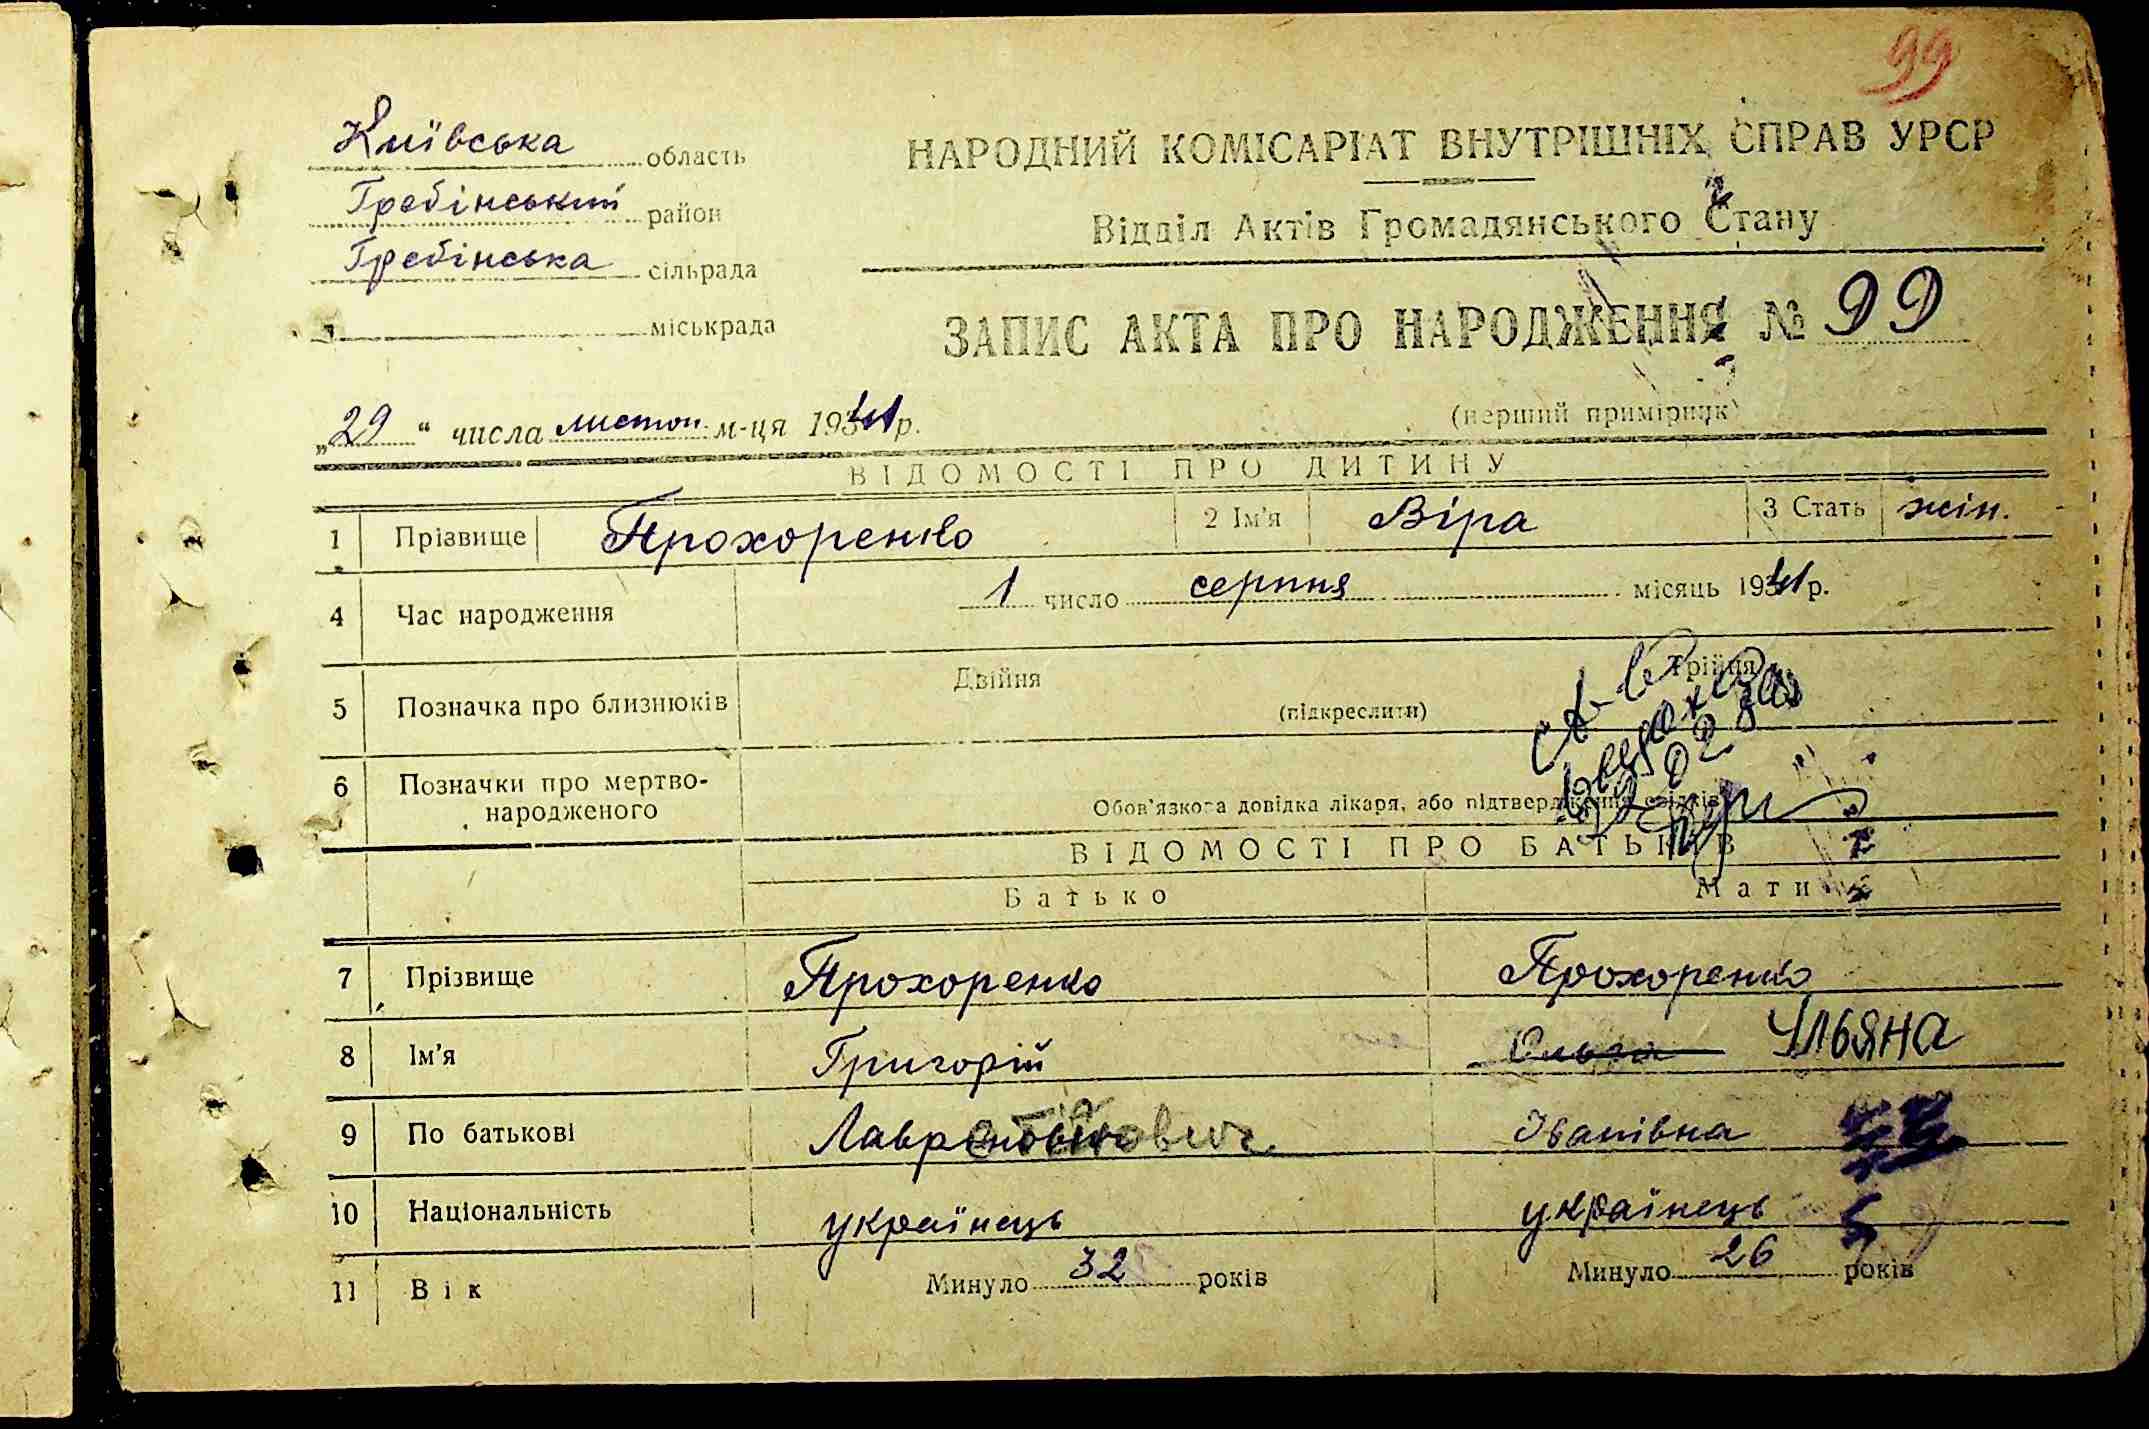 99
Київська область
Гребінський район
Гребінська сільрада
міськрада
НАРОДНИЙ КОМІСАРІАТ ВНУТРІШНІХ СПРАВ УРСР
Відділ Актів Громадянського Стану
ЗАПИС АКТА ПРО НАРОДЖЕННЯ № 99
„29“ числа листоп. м-ця 1941 р.
(перший примірник)
ВІДОМОСТІ ПРО ДИТИНУ
1 Прізвище Прохоренко 2 Ім'я Віра 3 Стать жін.
4 Час народження 1 число серпня місяць 1941 р.
5 Позначка про близнюків Двійня Трійня
(підкреслити)
6 Позначки про мертво-
народженого
Обов'язкова довідка лікаря, або підтвердження свідків
ВІДОМОСТІ ПРО БАТЬКІВ
Батько Мати
7 Прізвище Прохоренко Прохоренко
8 Ім'я Григорій Ольга Ульяна
9 По батькові Іванівна
10 Національність українець українець
11 Вік Минуло 32 років Минуло 26 років